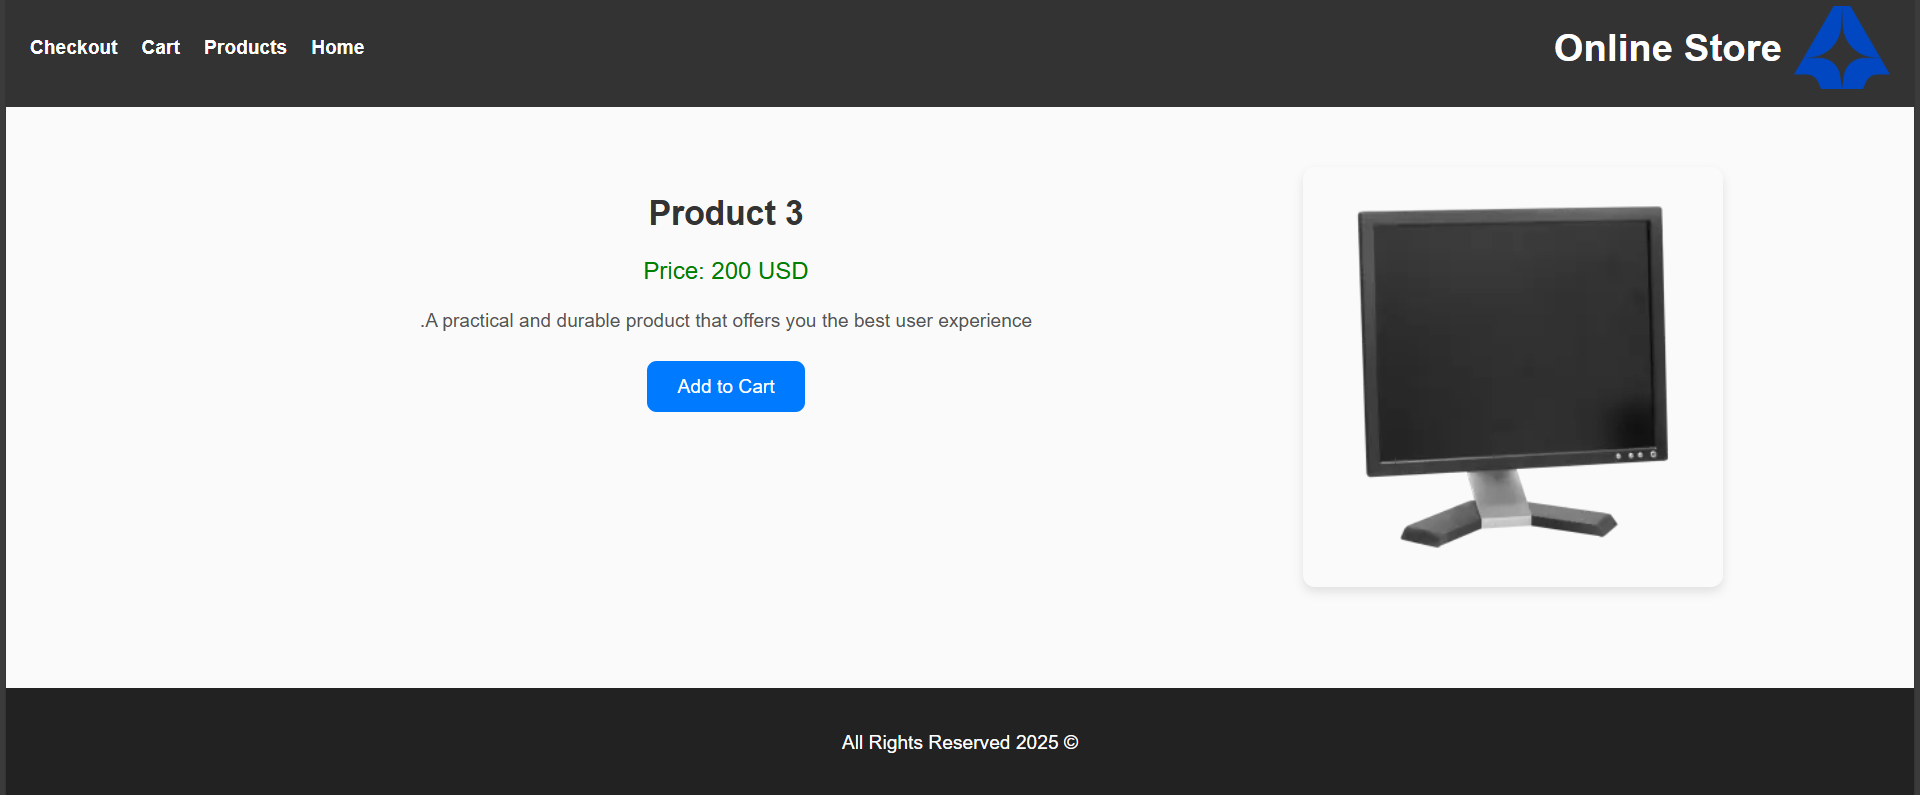 Checkout Cart Products Home
Online Store
Product 3
Price: 200 USD
.A practical and durable product that offers you the best user experience
Add to Cart
All Rights Reserved 2025 ©